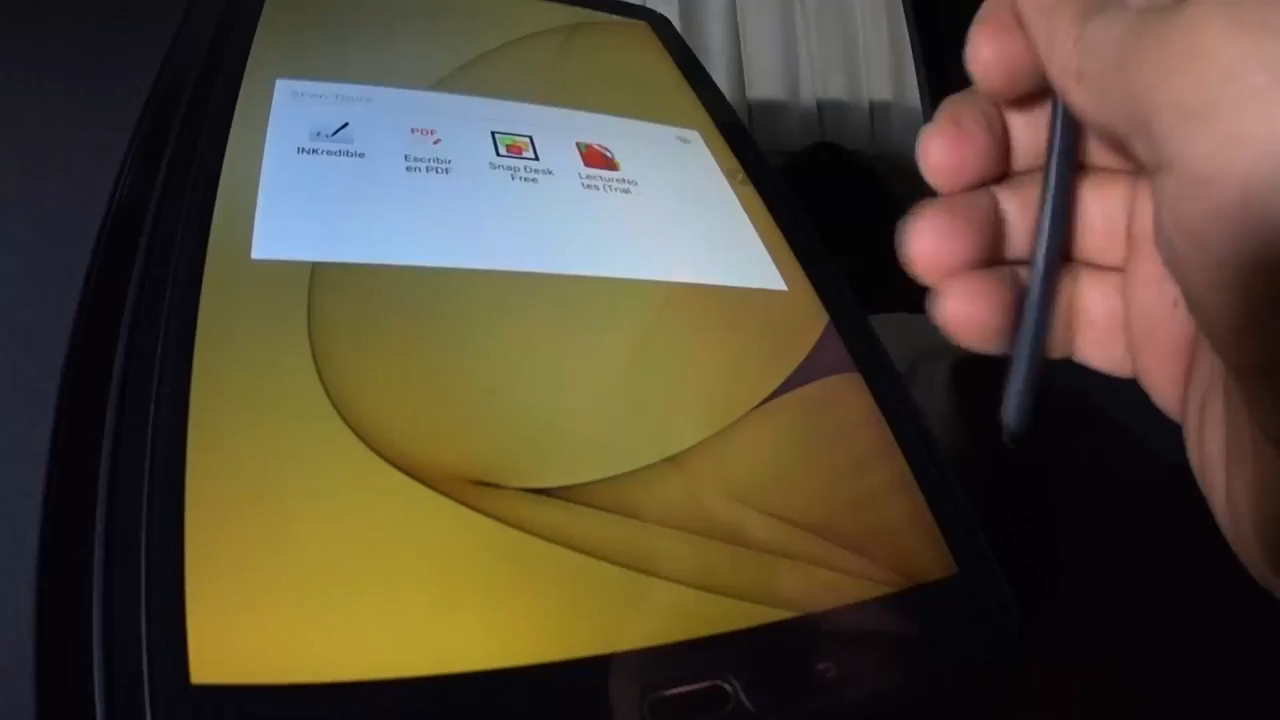 INKredible
PDF
Escribir
en PDF
Snap Desk
Free
LectureNo
tes (Trial